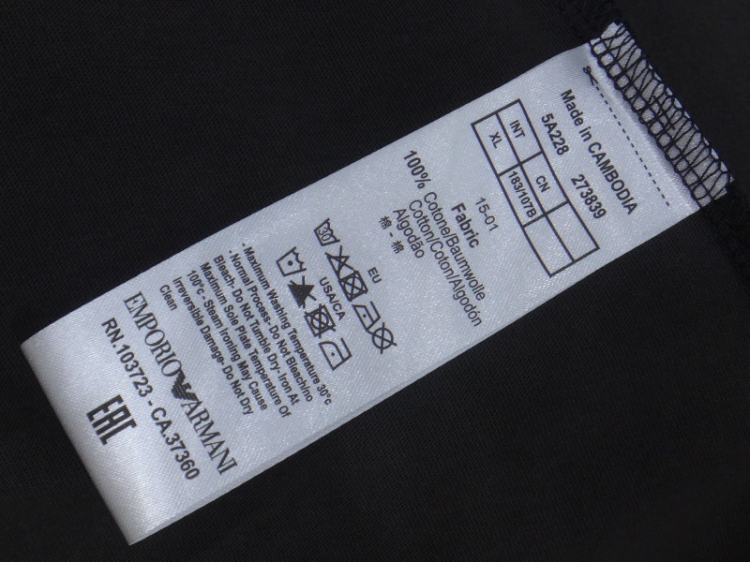 Made in CAMBODIA
5A228 273839
INT CN
XL 183/107B
15-01
Fabric
100% Cotone/Baumwolle
Cotton/Coton/Algodón
Algodão
棉 - 棉
EU
30
USA/CA
- Maximum Washing Temperature 30°c
- Normal Process- Do Not Bleach/no
Bleach- Do Not Tumble Dry- Iron At
Maximum Sole Plate Temperature Of
100°c - Steam Ironing May Cause
Irreversible Damage- Do Not Dry
Clean
EMPORIO ARMANI
RN.103723 - CA.37360
EAC